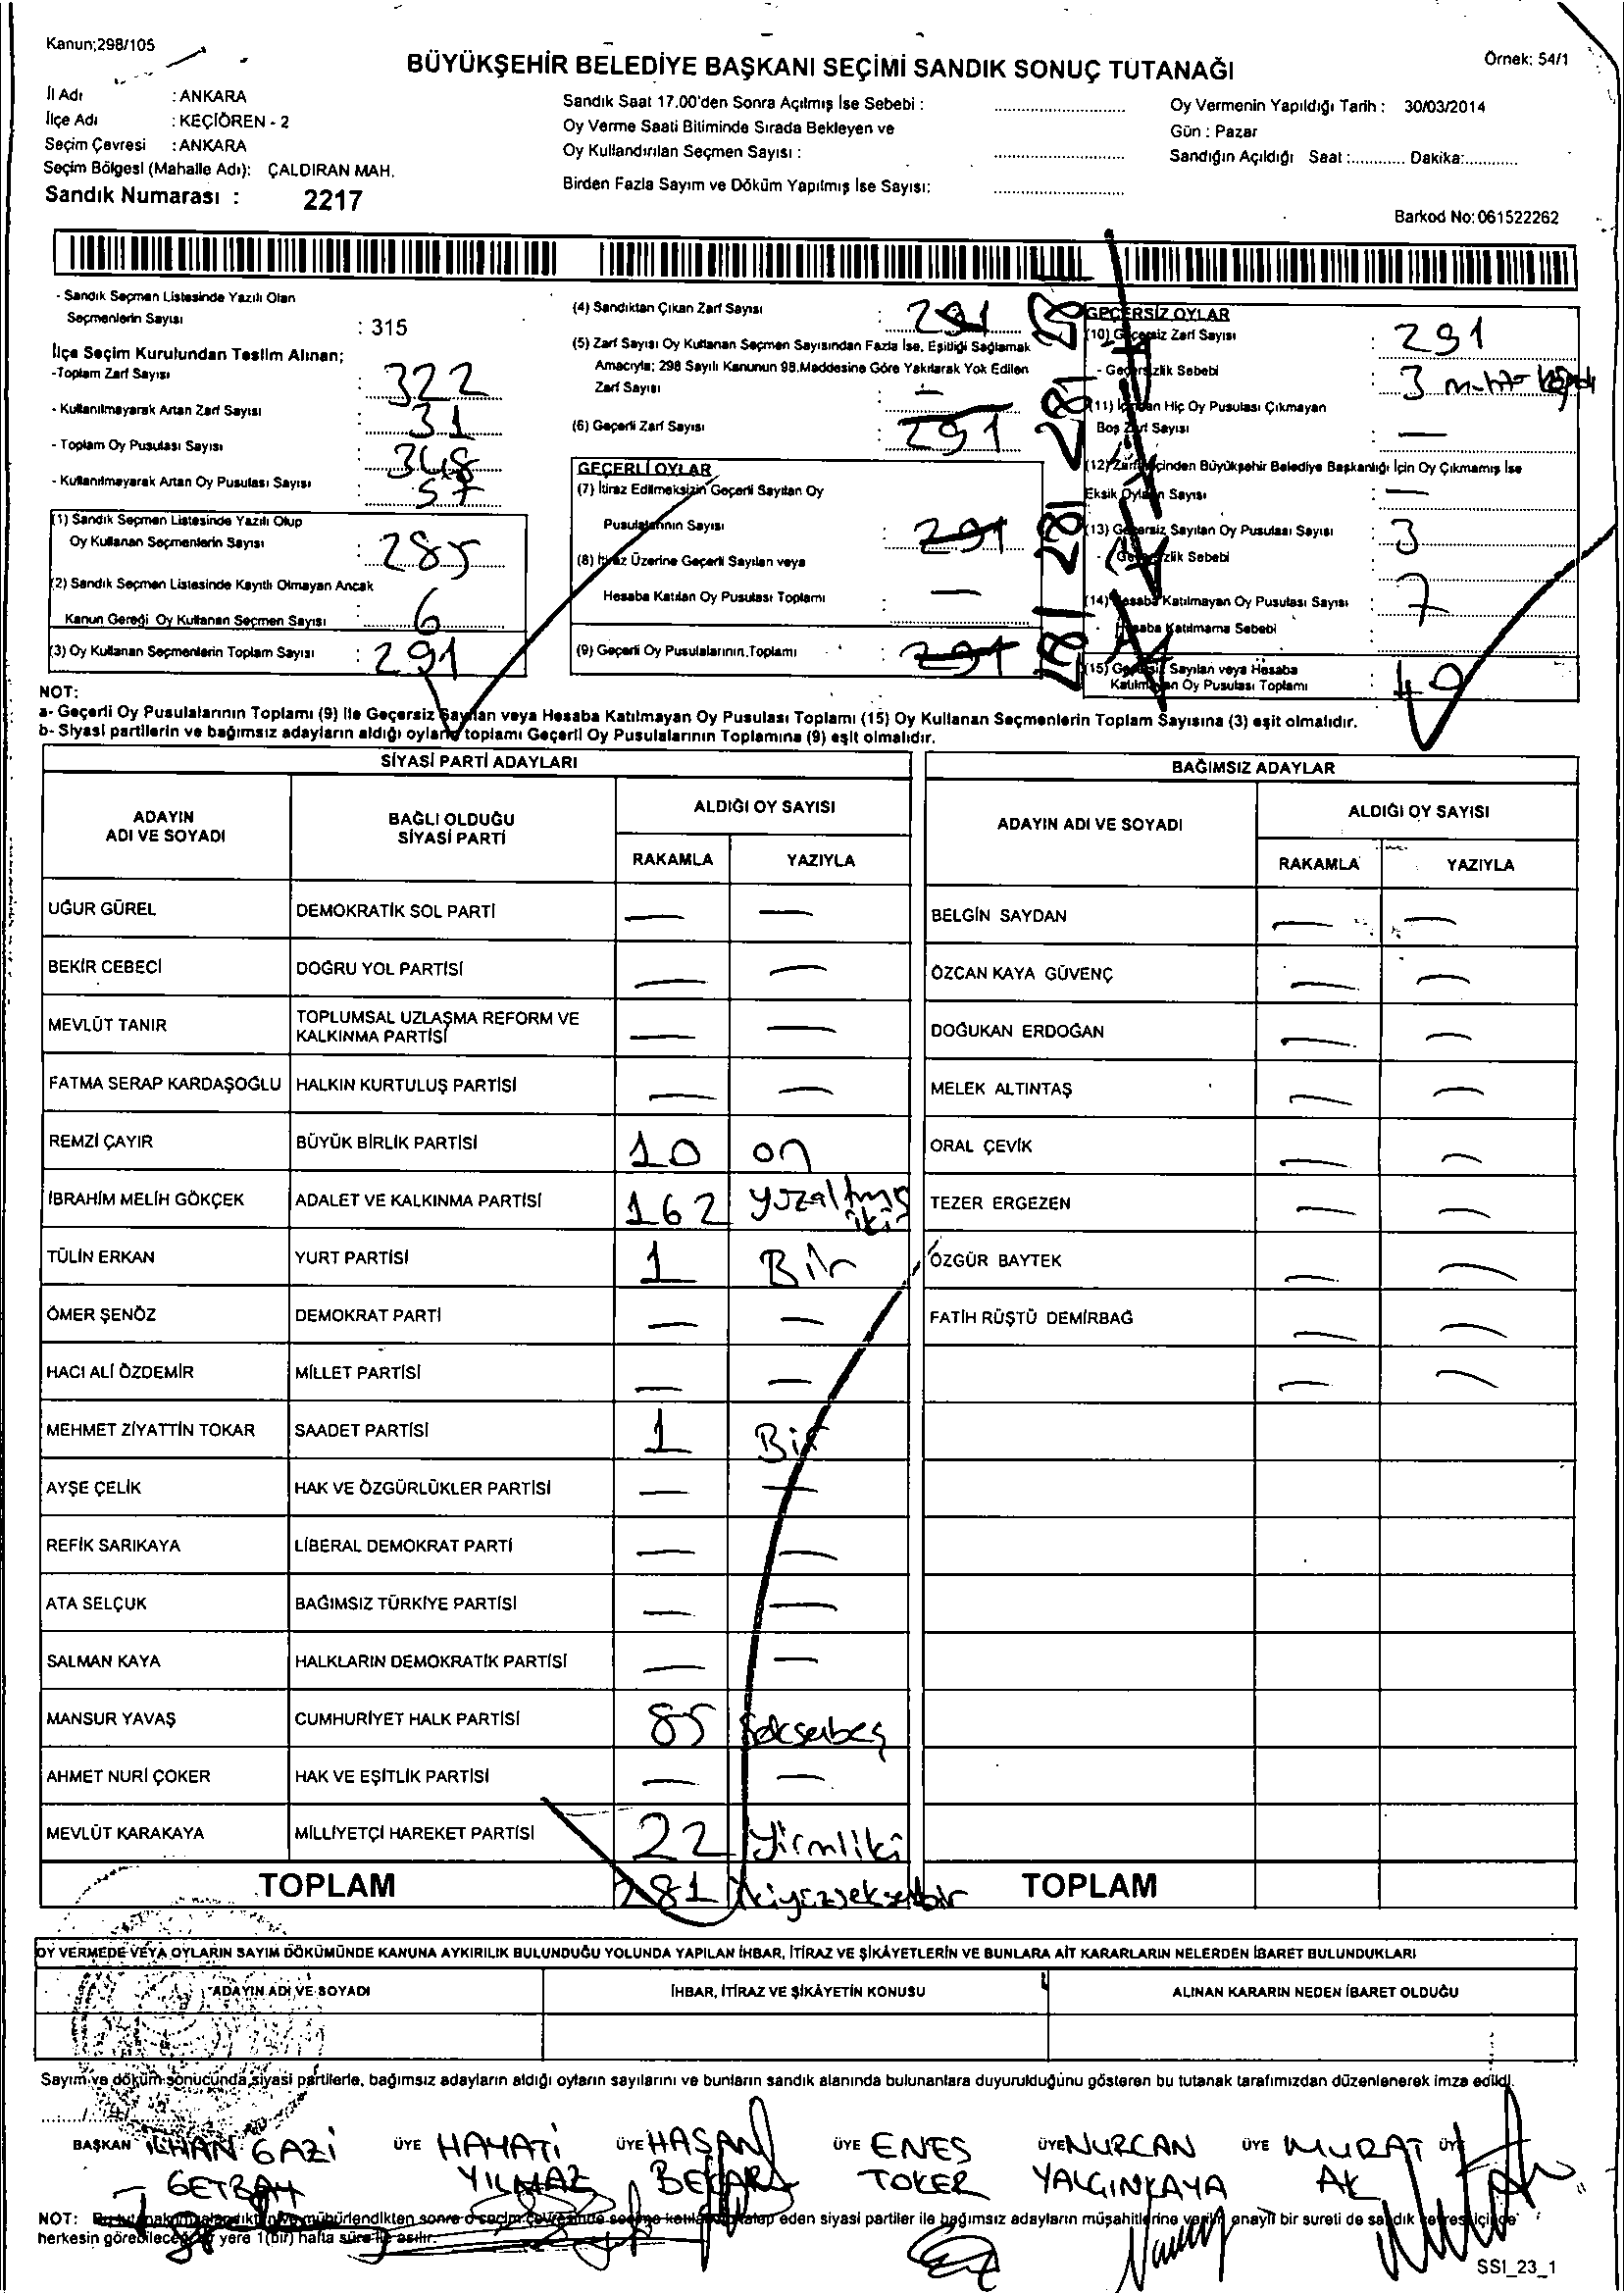 Kanun;298/105
BÜYÜKŞEHİR BELEDİYE BAŞKANI SEÇİMİ SANDIK SONUÇ TUTANAĞI
Örnek: 54/1
İl Adı : ANKARA
İlçe Adı : KEÇİÖREN - 2
Seçim Çevresi : ANKARA
Seçim Bölgesi (Mahalle Adı): ÇALDIRAN MAH.
Sandık Numarası : 2217
Sandık Saat 17.00'den Sonra Açılmış İse Sebebi :
Oy Verme Saati Bitiminde Sırada Bekleyen ve
Oy Kullandırılan Seçmen Sayısı :
Birden Fazla Sayım ve Döküm Yapılmış İse Sayısı:
Oy Vermenin Yapıldığı Tarih : 30/03/2014
Gün : Pazar
Sandığın Açıldığı Saat :............ Dakika:............
Barkod No: 061522262
- Sandık Seçmen Listesinde Yazılı Olan
Seçmenlerin Sayısı : 315
İlçe Seçim Kurulundan Teslim Alınan;
-Toplam Zarf Sayısı : 322
- Kullanılmayarak Artan Zarf Sayısı : 31
- Toplam Oy Pusulası Sayısı : 348
- Kullanılmayarak Artan Oy Pusulası Sayısı : 57
(1) Sandık Seçmen Listesinde Yazılı Olup
Oy Kullanan Seçmenlerin Sayısı : 285
(2) Sandık Seçmen Listesinde Kayıtlı Olmayan Ancak
Kanun Gereği Oy Kullanan Seçmen Sayısı : 6
(3) Oy Kullanan Seçmenlerin Toplam Sayısı : 291
(4) Sandıktan Çıkan Zarf Sayısı : 291
(5) Zarf Sayısı Oy Kullanan Seçmen Sayısından Fazla İse, Eşitliği Sağlamak
Amacıyla; 298 Sayılı Kanunun 98.Maddesine Göre Yakılarak Yok Edilen
Zarf Sayısı : —
(6) Geçerli Zarf Sayısı : 291
GEÇERLİ OYLAR
(7) İtiraz Edilmeksizin Geçerli Sayılan Oy
Pusulalarının Sayısı : 291 281
(8) İtiraz Üzerine Geçerli Sayılan veya
Hesaba Katılan Oy Pusulası Toplamı : —
(9) Geçerli Oy Pusulalarının Toplamı : 291 281
GEÇERSİZ OYLAR
(10) Geçersiz Zarf Sayısı : 291
- Geçersizlik Sebebi : 3
(11) İçinden Hiç Oy Pusulası Çıkmayan
Boş Zarf Sayısı : —
(12) Zarf İçinden Büyükşehir Belediye Başkanlığı İçin Oy Çıkmamış İse
Eksik Oyların Sayısı : —
(13) Geçersiz Sayılan Oy Pusulası Sayısı : 3
- Geçersizlik Sebebi
(14) Hesaba Katılmayan Oy Pusulası Sayısı : 7
- Hesaba Katılmama Sebebi
(15) Geçersiz Sayılan veya Hesaba
Katılmayan Oy Pusulası Toplamı : 10
NOT:
a- Geçerli Oy Pusulalarının Toplamı (9) ile Geçersiz Sayılan veya Hesaba Katılmayan Oy Pusulası Toplamı (15) Oy Kullanan Seçmenlerin Toplam Sayısına (3) eşit olmalıdır.
b- Siyasi partilerin ve bağımsız adayların aldığı oyların toplamı Geçerli Oy Pusulalarının Toplamına (9) eşit olmalıdır.
SİYASİ PARTİ ADAYLARI
ADAYIN ADI VE SOYADI BAĞLI OLDUĞU SİYASİ PARTİ ALDIĞI OY SAYISI
RAKAMLA YAZIYLA
UĞUR GÜREL DEMOKRATİK SOL PARTİ — —
BEKİR CEBECİ DOĞRU YOL PARTİSİ — —
MEVLÜT TANIR TOPLUMSAL UZLAŞMA REFORM VE KALKINMA PARTİSİ — —
FATMA SERAP KARDAŞOĞLU HALKIN KURTULUŞ PARTİSİ — —
REMZİ ÇAYIR BÜYÜK BİRLİK PARTİSİ 10 on
İBRAHİM MELİH GÖKÇEK ADALET VE KALKINMA PARTİSİ 162 yüzaltmış iki
TÜLİN ERKAN YURT PARTİSİ 1 Bir
ÖMER ŞENÖZ DEMOKRAT PARTİ — —
HACI ALİ ÖZDEMİR MİLLET PARTİSİ — —
MEHMET ZİYATTİN TOKAR SAADET PARTİSİ 1 Bir
AYŞE ÇELİK HAK VE ÖZGÜRLÜKLER PARTİSİ — —
REFİK SARIKAYA LİBERAL DEMOKRAT PARTİ — —
ATA SELÇUK BAĞIMSIZ TÜRKİYE PARTİSİ — —
SALMAN KAYA HALKLARIN DEMOKRATİK PARTİSİ — —
MANSUR YAVAŞ CUMHURİYET HALK PARTİSİ 85 Seksenbeş
AHMET NURİ ÇOKER HAK VE EŞİTLİK PARTİSİ — —
MEVLÜT KARAKAYA MİLLİYETÇİ HAREKET PARTİSİ 22 Yirmiiki
TOPLAM 281 ikiyüzseksenbir
BAĞIMSIZ ADAYLAR
ADAYIN ADI VE SOYADI ALDIĞI OY SAYISI
RAKAMLA YAZIYLA
BELGİN SAYDAN — —
ÖZCAN KAYA GÜVENÇ — —
DOĞUKAN ERDOĞAN — —
MELEK ALTINTAŞ — —
ORAL ÇEVİK — —
TEZER ERGEZEN — —
ÖZGÜR BAYTEK — —
FATİH RÜŞTÜ DEMİRBAĞ — —
— —
TOPLAM
OY VERMEDE VEYA OYLARIN SAYIM DÖKÜMÜNDE KANUNA AYKIRILIK BULUNDUĞU YOLUNDA YAPILAN İHBAR, İTİRAZ VE ŞİKÂYETLERİN VE BUNLARA AİT KARARLARIN NELERDEN İBARET BULUNDUKLARI
ADAYIN ADI VE SOYADI İHBAR, İTİRAZ VE ŞİKÂYETİN KONUSU ALINAN KARARIN NEDEN İBARET OLDUĞU
Sayım ve döküm sonucunda siyasi partilerle, bağımsız adayların aldığı oyların sayılarını ve bunların sandık alanında bulunanlara duyurulduğunu gösteren bu tutanak tarafımızdan düzenlenerek imza edildi.
BAŞKAN İLHAN GAZİ ÜYE HAYATİ YILMAZ ÜYE HASAN ÜYE ENES TOKER ÜYE NURCAN YALÇINKAYA ÜYE MURAT AK ÜYE
NOT: mühürlendikten sonra o seçim eden siyasi partiler ile bağımsız adayların müşahitlerine onaylı bir sureti de sandık çevresi içinde
herkesin görebileceği bir yere 1(bir) hafta süre ile asılır.
SSI_23_1